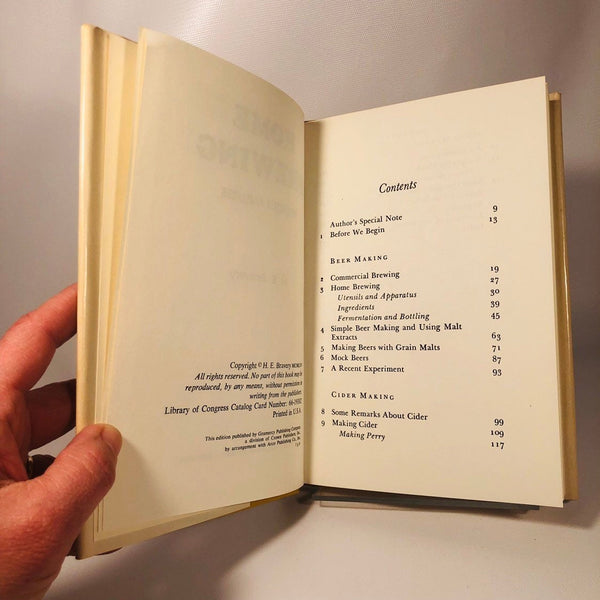 Copyright © H. E. Bravery
All rights reserved. No part of this book may be
reproduced, by any means, without permission in
writing from the publisher.
Library of Congress Catalog Card Number:
Printed in U.S.A.
This edition published by Gramercy Publishing Company
a division of Crown Publishers, Inc.
by arrangement with Arco Publishing Co., Inc.
Contents
Author's Special Note 9
1 Before We Begin 13
BEER MAKING
2 Commercial Brewing 19
3 Home Brewing 27
Utensils and Apparatus 30
Ingredients 39
Fermentation and Bottling 45
4 Simple Beer Making and Using Malt
Extracts 63
5 Making Beers with Grain Malts 71
6 Mock Beers 87
7 A Recent Experiment 93
CIDER MAKING
8 Some Remarks About Cider 99
9 Making Cider 109
Making Perry 117